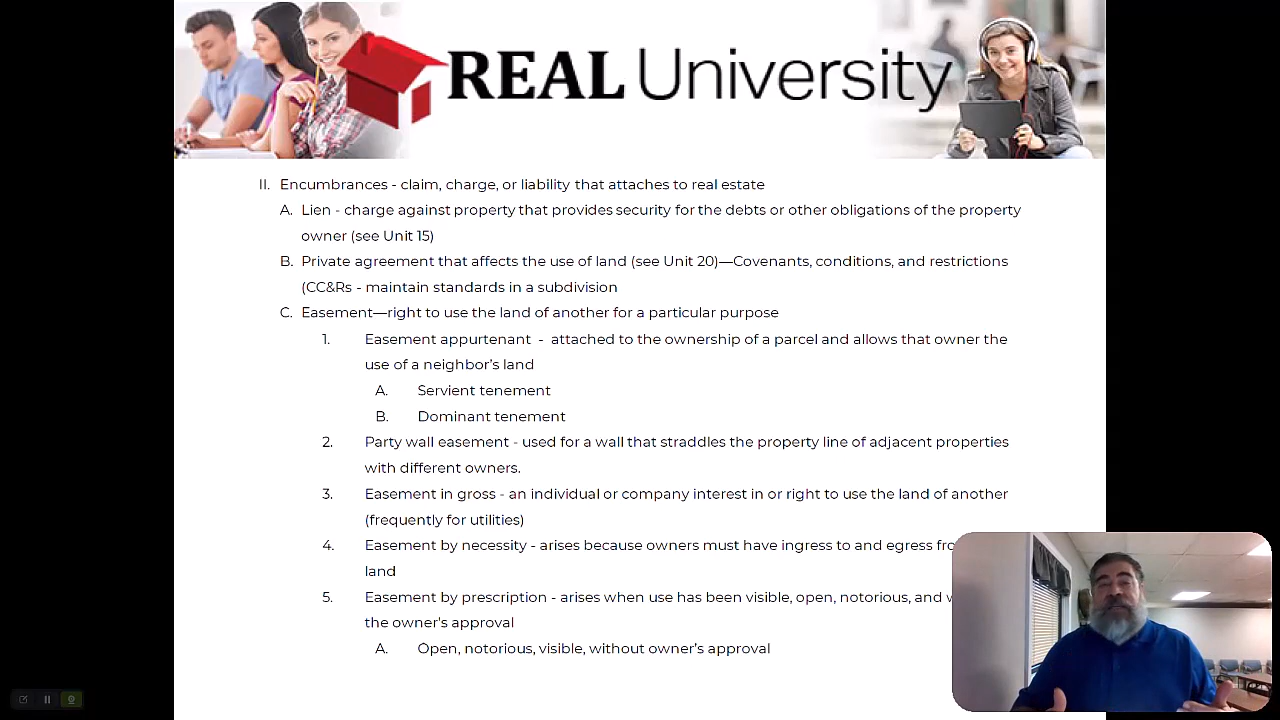 REAL University
II. Encumbrances - claim, charge, or liability that attaches to real estate
A. Lien - charge against property that provides security for the debts or other obligations of the property
owner (see Unit 15)
B. Private agreement that affects the use of land (see Unit 20)—Covenants, conditions, and restrictions
(CC&Rs - maintain standards in a subdivision
C. Easement—right to use the land of another for a particular purpose
1. Easement appurtenant - attached to the ownership of a parcel and allows that owner the
use of a neighbor's land
A. Servient tenement
B. Dominant tenement
2. Party wall easement - used for a wall that straddles the property line of adjacent properties
with different owners.
3. Easement in gross - an individual or company interest in or right to use the land of another
(frequently for utilities)
4. Easement by necessity - arises because owners must have ingress to and egress
land
5. Easement by prescription - arises when use has been visible, open, notorious, and
the owner's approval
A. Open, notorious, visible, without owner's approval